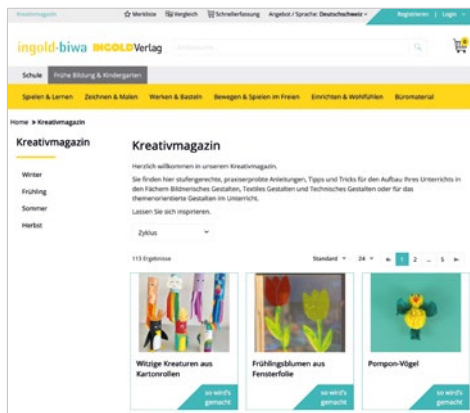 Kreativmagazin
Merkliste Vergleich Schnellerfassung Angebot / Sprache: Deutschschweiz
Registrieren | Login
ingold-biwa INGOLDVerlag
0
Schule Frühe Bildung & Kindergarten
Spielen & Lernen Zeichnen & Malen Werken & Basteln Bewegen & Spielen im Freien Einrichten & Wohlfühlen Büromaterial
Home » Kreativmagazin
Kreativmagazin
Winter
Frühling
Sommer
Herbst
Kreativmagazin
Herzlich willkommen in unserem Kreativmagazin.
Sie finden hier stufengerechte, praxiserprobte Anleitungen, Tipps und Tricks für den Aufbau Ihres Unterrichts in
den Fächern Bildnerisches Gestalten, Textiles Gestalten und Technisches Gestalten oder für das
themenorientierte Gestalten im Unterricht.
Lassen Sie sich inspirieren.
Zyklus
113 Ergebnisse
Standard 24 1 2 ... 5
Witzige Kreaturen aus
Kartonrollen
so wird's
gemacht
Frühlingsblumen aus
Fensterfolie
so wird's
gemacht
Pompon-Vögel
so wird's
gemacht